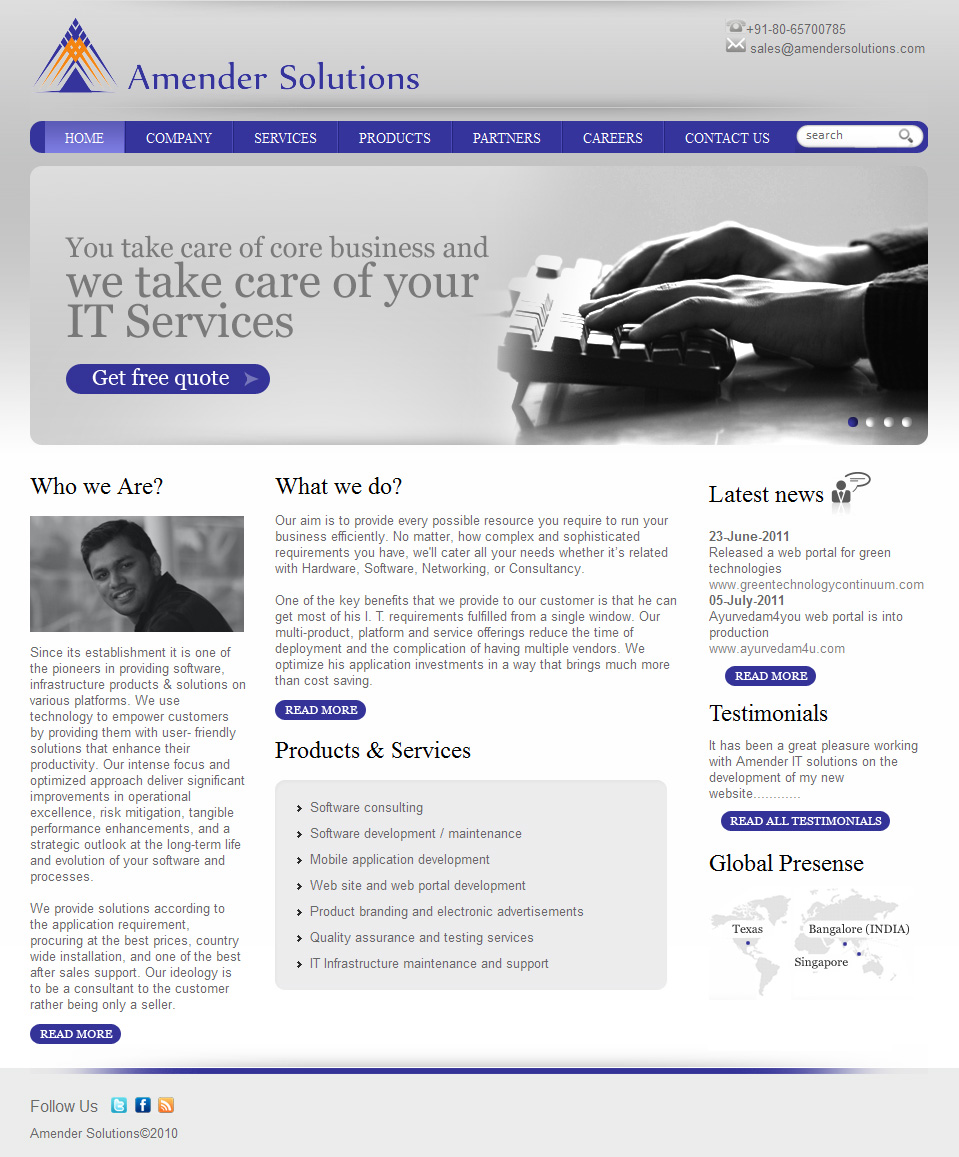 +91-80-65700785
sales@amendersolutions.com
Amender Solutions
HOME
COMPANY
SERVICES
PRODUCTS
PARTNERS
CAREERS
CONTACT US
search
You take care of core business and
we take care of your
IT Services
Get free quote
Who we Are?
Since its establishment it is one of
the pioneers in providing software,
infrastructure products & solutions on
various platforms. We use
technology to empower customers
by providing them with user- friendly
solutions that enhance their
productivity. Our intense focus and
optimized approach deliver significant
improvements in operational
excellence, risk mitigation, tangible
performance enhancements, and a
strategic outlook at the long-term life
and evolution of your software and
processes.
We provide solutions according to
the application requirement,
procuring at the best prices, country
wide installation, and one of the best
after sales support. Our ideology is
to be a consultant to the customer
rather being only a seller.
READ MORE
What we do?
Our aim is to provide every possible resource you require to run your
business efficiently. No matter, how complex and sophisticated
requirements you have, we'll cater all your needs whether it's related
with Hardware, Software, Networking, or Consultancy.
One of the key benefits that we provide to our customer is that he can
get most of his I. T. requirements fulfilled from a single window. Our
multi-product, platform and service offerings reduce the time of
deployment and the complication of having multiple vendors. We
optimize his application investments in a way that brings much more
than cost saving.
READ MORE
Products & Services
Software consulting
Software development / maintenance
Mobile application development
Web site and web portal development
Product branding and electronic advertisements
Quality assurance and testing services
IT Infrastructure maintenance and support
Latest news
23-June-2011
Released a web portal for green
technologies
www.greentechnologycontinuum.com
05-July-2011
Ayurvedam4you web portal is into
production
www.ayurvedam4u.com
READ MORE
Testimonials
It has been a great pleasure working
with Amender IT solutions on the
development of my new
website............
READ ALL TESTIMONIALS
Global Presense
Texas
Bangalore (INDIA)
Singapore
Follow Us
Amender Solutions©2010